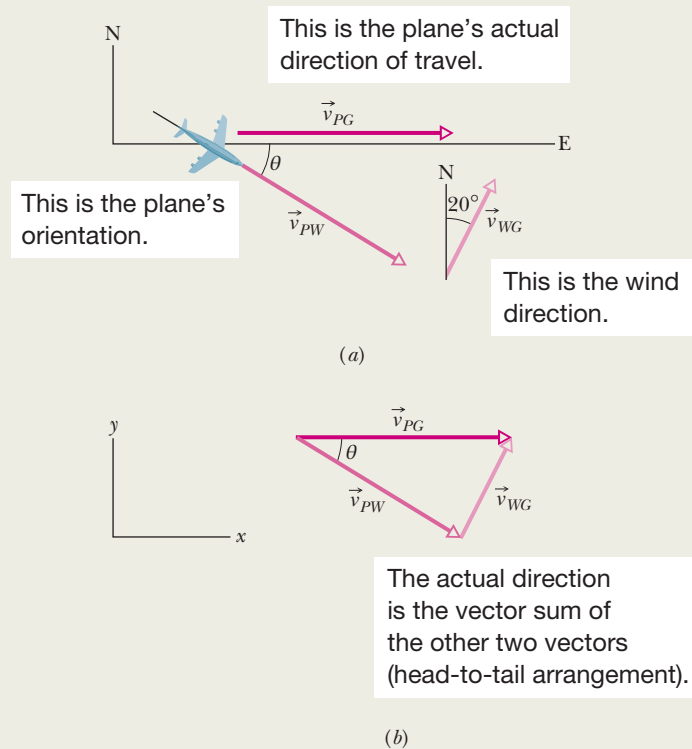 This is the plane's actual
direction of travel.
N
v⃗PG
E
θ
This is the plane's
orientation.
v⃗PW
N
20°
v⃗WG
This is the wind
direction.
(a)
y
x
v⃗PG
θ
v⃗PW
v⃗WG
The actual direction
is the vector sum of
the other two vectors
(head-to-tail arrangement).
(b)